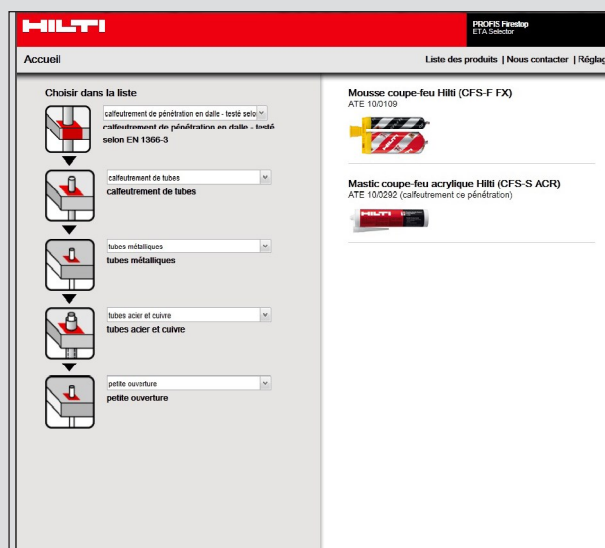 HILTI
PROFIS Firestop
ETA Selector
Accueil
Liste des produits | Nous contacter | Réglag
Choisir dans la liste
calfeutrement de pénétration en dalle - testé selo
calfeutrement de pénétration en dalle - testé
selon EN 1366-3
calfeutrement de tubes
calfeutrement de tubes
tubes métalliques
tubes métalliques
tubes acier et cuivre
tubes acier et cuivre
petite ouverture
petite ouverture
Mousse coupe-feu Hilti (CFS-F FX)
ATE 10/0109
Mastic coupe-feu acrylique Hilti (CFS-S ACR)
ATE 10/0292 (calfeutrement ce pénétration)
HILTI